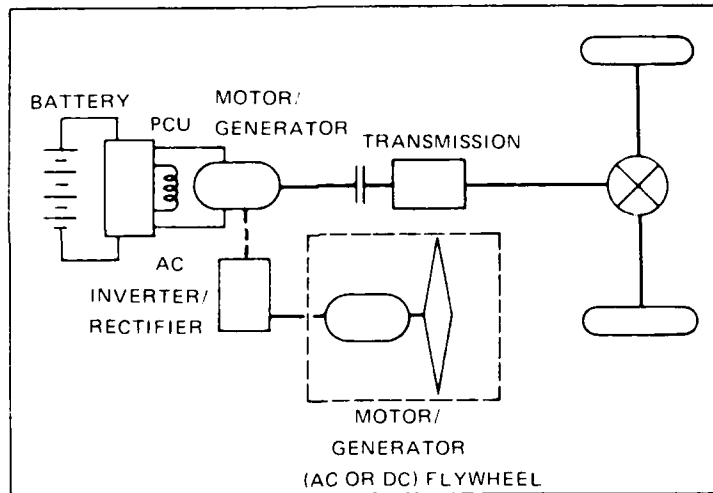 BATTERY
PCU
MOTOR/
GENERATOR
TRANSMISSION
AC
INVERTER/
RECTIFIER
MOTOR/
GENERATOR
(AC OR DC) FLYWHEEL